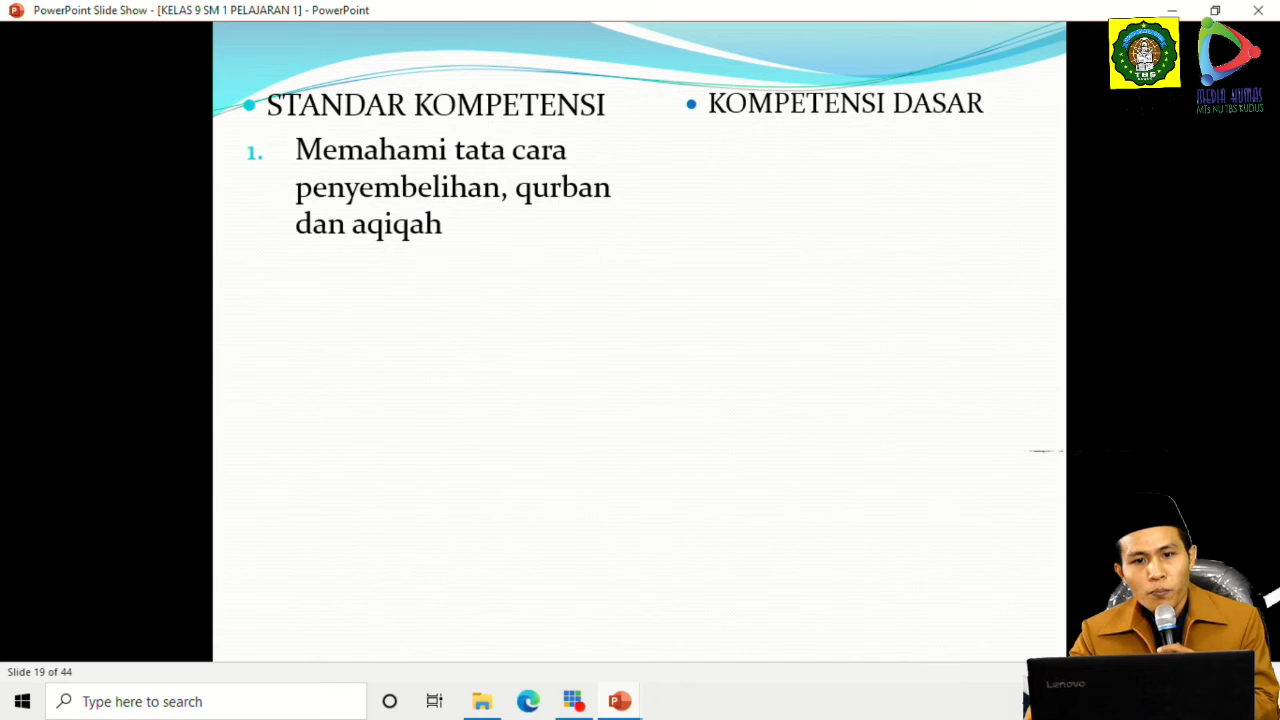 PowerPoint Slide Show - [KELAS 9 SM 1 PELAJARAN 1] - PowerPoint
TBS
MEDIA HUMAS
MTs NU TBS KUDUS
• STANDAR KOMPETENSI
1. Memahami tata cara
penyembelihan, qurban
dan aqiqah
• KOMPETENSI DASAR
Lenovo
Slide 19 of 44
Type here to search